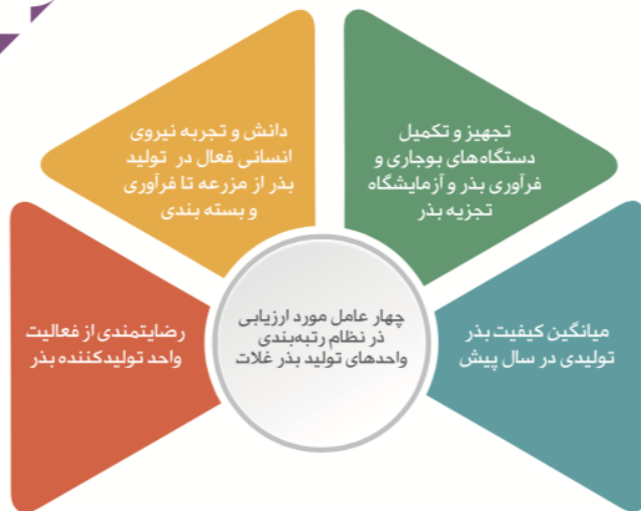 چهار عامل مورد ارزیابی
در نظام رتبه‌بندی
واحدهای تولید بذر غلات
میانگین کیفیت بذر
تولیدی در سال پیش
تجهیز و تکمیل
دستگاه‌های بوجاری و
فرآوری بذر و آزمایشگاه
تجزیه بذر
دانش و تجربه نیروی
انسانی فعال در تولید
بذر از مزرعه تا فرآوری
و بسته بندی
رضایتمندی از فعالیت
واحد تولیدکننده بذر